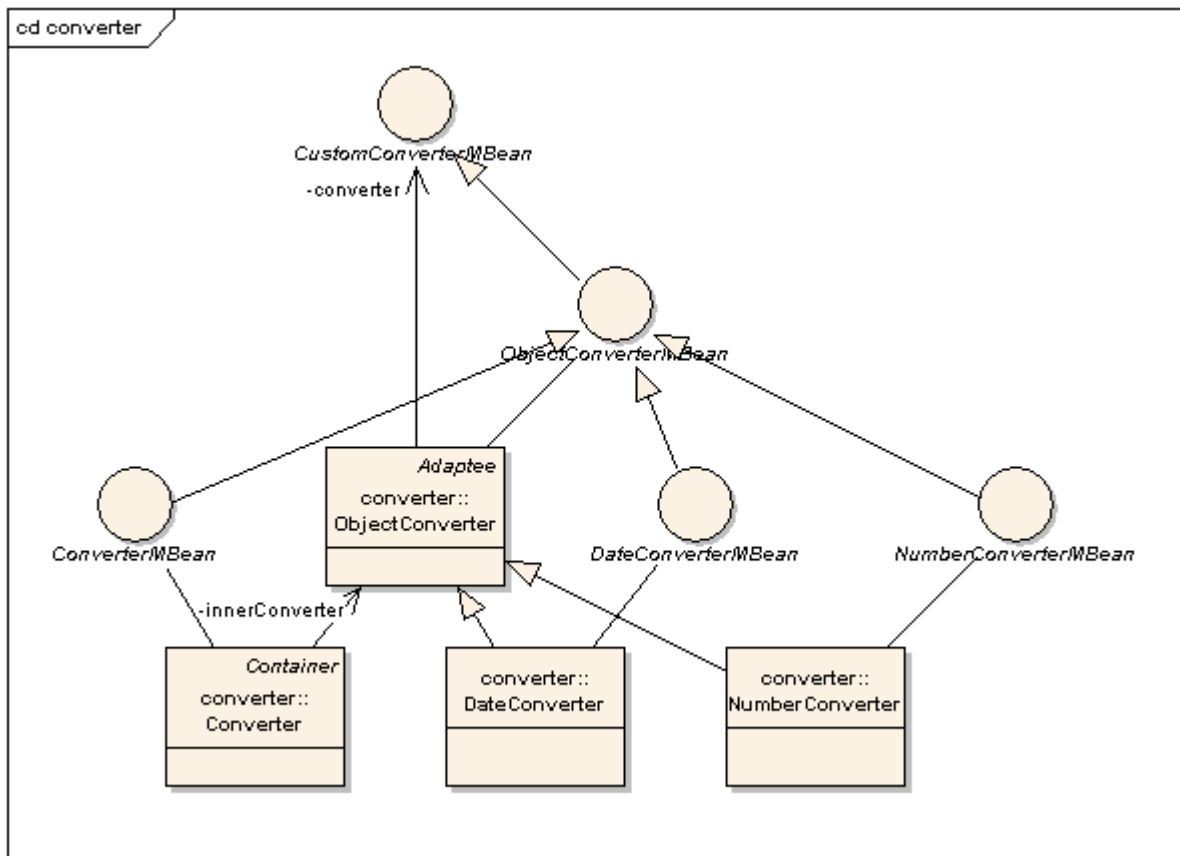 cd converter
CustomConverterMBean
-converter
ObjectConverterMBean
Adaptee
converter::
ObjectConverter
ConverterMBean
DateConverterMBean
NumberConverterMBean
-innerConverter
Container
converter::
Converter
converter::
DateConverter
converter::
NumberConverter